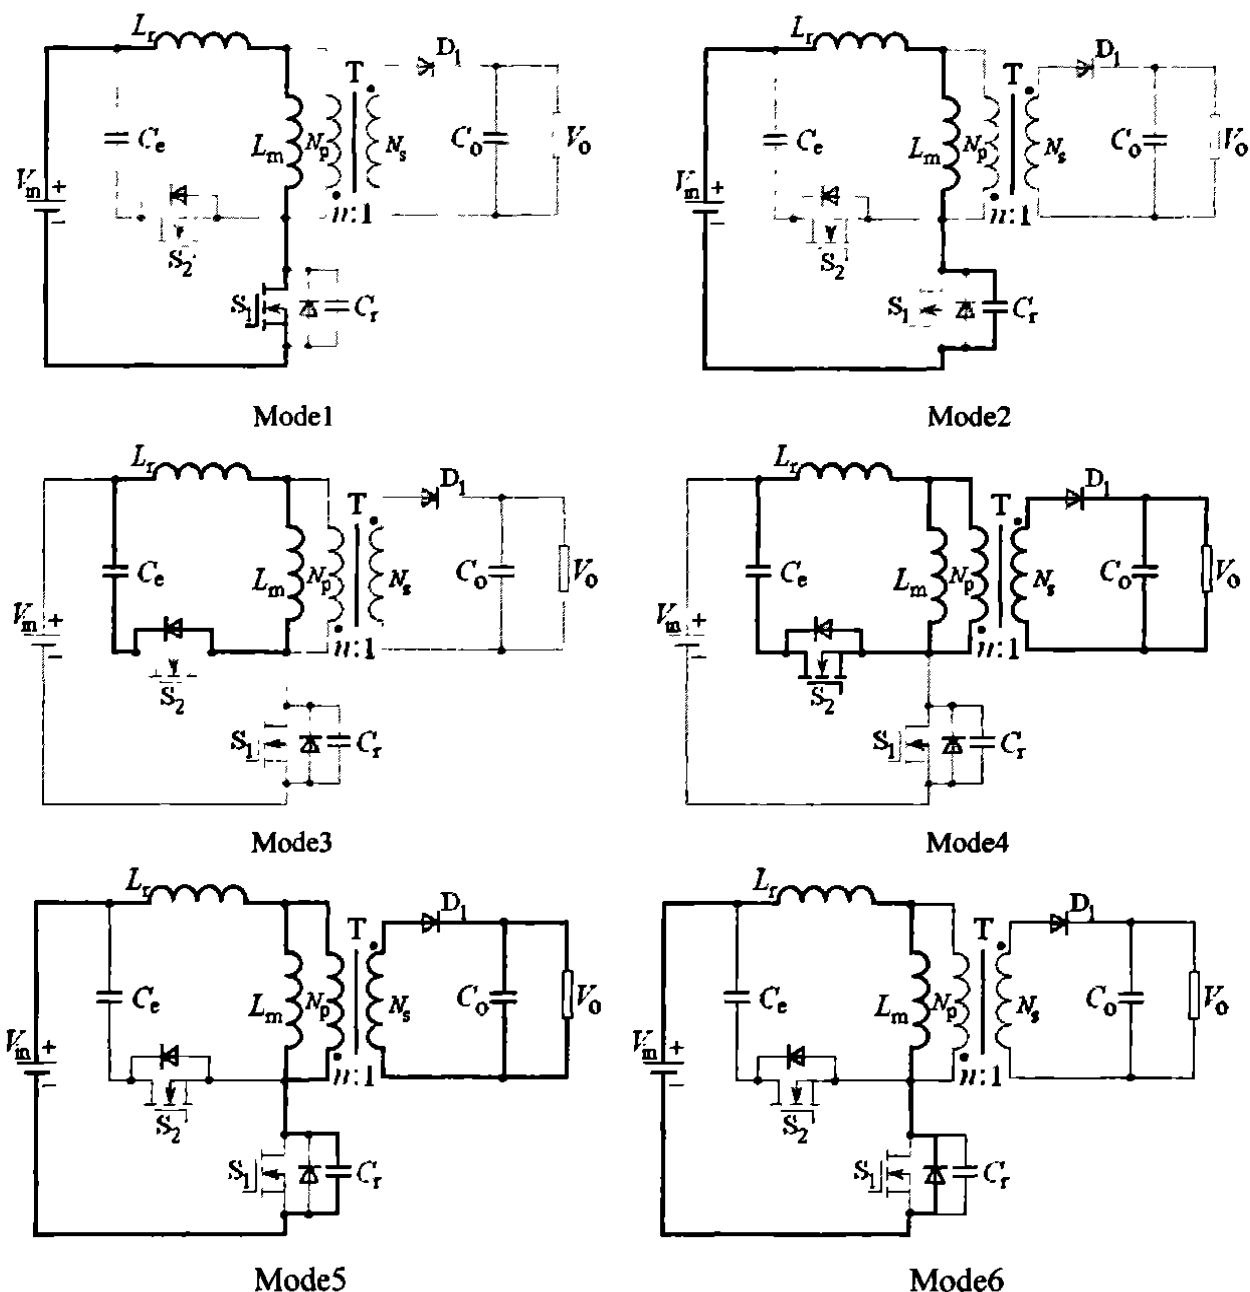 Lr
Lr
T
D1
T
D1
Ce
Lm
Np
Ns
Co
Vo
Ce
Lm
Np
Ns
Co
Vo
Vin
+
−
n:1
Vin
+
−
n:1
S2
S2
S1
Cr
S1
Cr
Mode1
Mode2
Lr
Lr
T
D1
T
D1
Ce
Lm
Np
Ns
Co
Vo
Ce
Lm
Np
Ns
Co
Vo
Vin
+
−
n:1
Vin
+
−
n:1
S2
S2
S1
Cr
S1
Cr
Mode3
Mode4
Lr
Lr
T
D1
T
D1
Ce
Lm
Np
Ns
Co
Vo
Ce
Lm
Np
Ns
Co
Vo
Vin
+
−
n:1
Vin
+
−
n:1
S2
S2
S1
Cr
S1
Cr
Mode5
Mode6